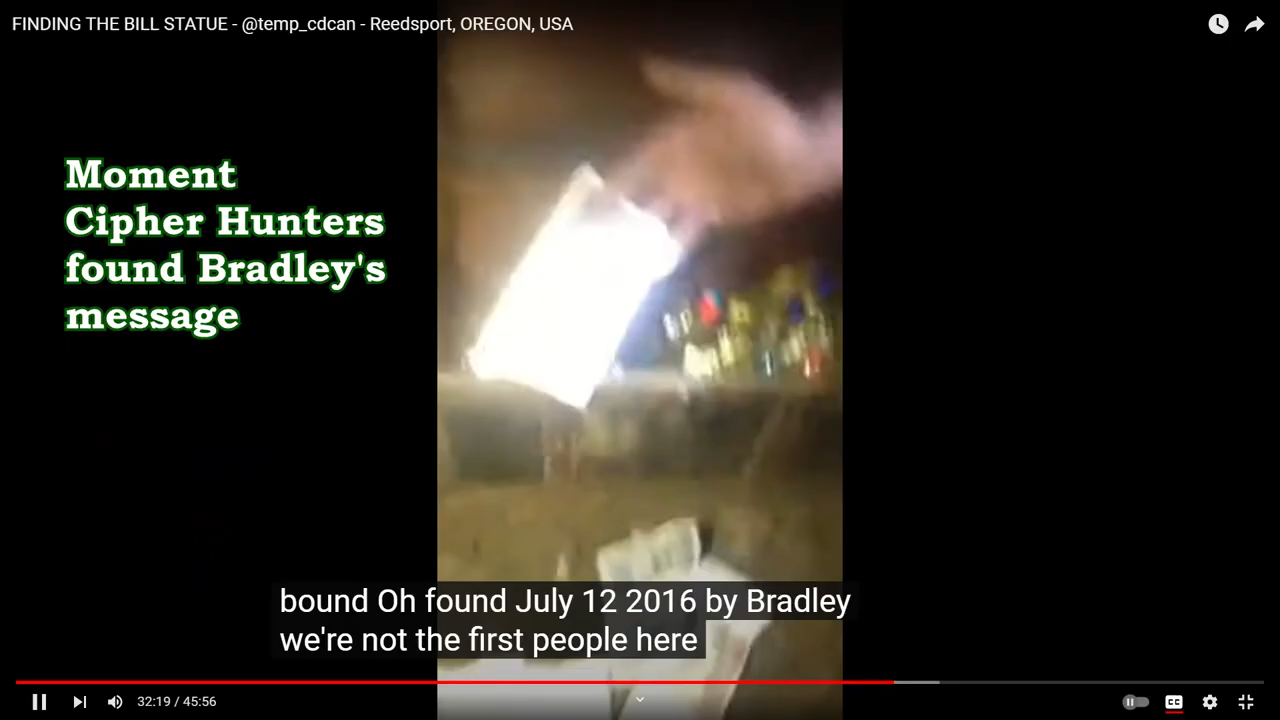 FINDING THE BILL STATUE - @temp_cdcan - Reedsport, OREGON, USA
Moment
Cipher Hunters
found Bradley's
message
bound Oh found July 12 2016 by Bradley
we're not the first people here
32:19 / 45:56
CC